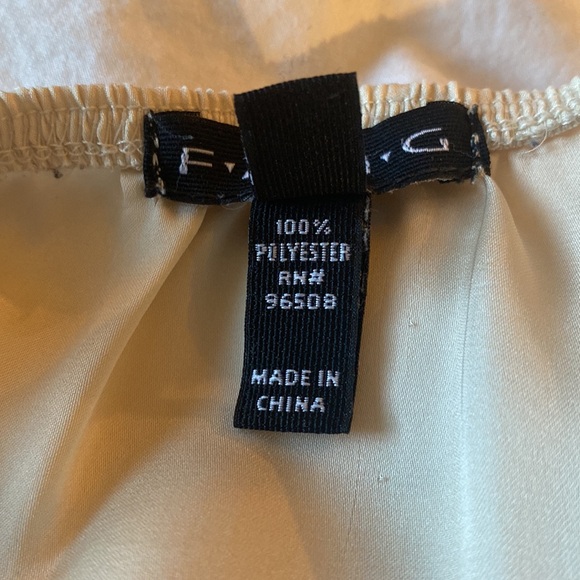 F.
.G
100%
POLYESTER
RN#
96508
MADE IN
CHINA